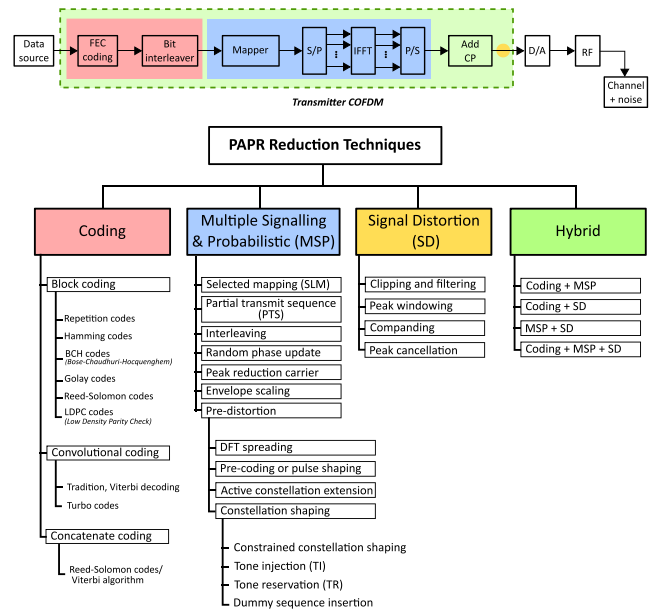 Data
source
FEC
coding
Bit
interleaver
Mapper
S/P
IFFT
P/S
Add
CP
D/A
RF
Channel
+ noise
Transmitter COFDM
PAPR Reduction Techniques
Coding
Block coding
Repetition codes
Hamming codes
BCH codes
(Bose-Chaudhuri-Hocquenghem)
Golay codes
Reed-Solomon codes
LDPC codes
(Low Density Parity Check)
Convolutional coding
Tradition, Viterbi decoding
Turbo codes
Concatenate coding
Reed-Solomon codes/
Viterbi algorithm
Multiple Signalling
& Probabilistic (MSP)
Selected mapping (SLM)
Partial transmit sequence
(PTS)
Interleaving
Random phase update
Peak reduction carrier
Envelope scaling
Pre-distortion
DFT spreading
Pre-coding or pulse shaping
Active constellation extension
Constellation shaping
Constrained constellation shaping
Tone injection (TI)
Tone reservation (TR)
Dummy sequence insertion
Signal Distortion
(SD)
Clipping and filtering
Peak windowing
Companding
Peak cancellation
Hybrid
Coding + MSP
Coding + SD
MSP + SD
Coding + MSP + SD